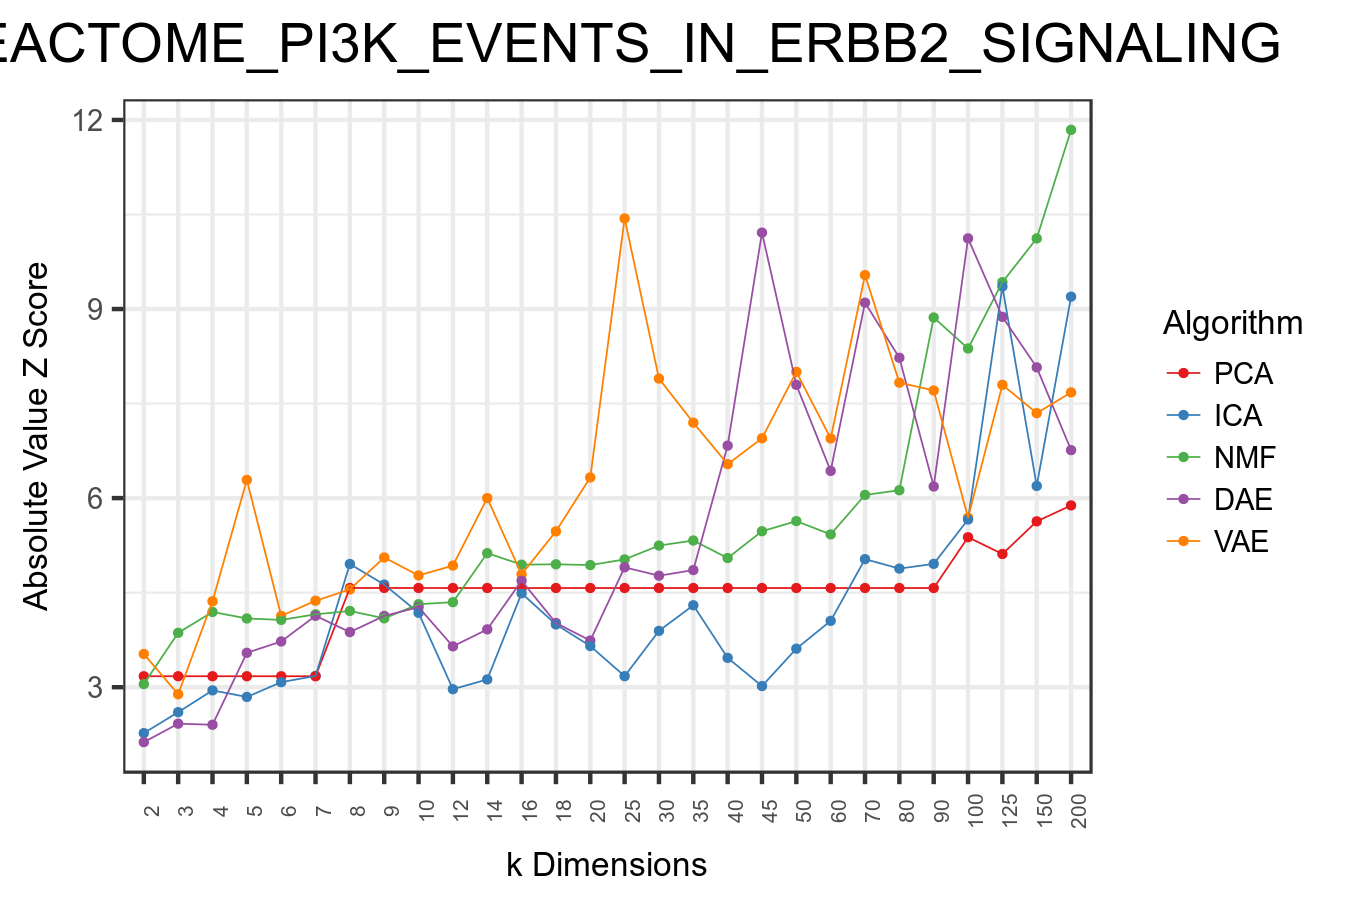 EACTOME_PI3K_EVENTS_IN_ERBB2_SIGNALING
12
9
6
3
Absolute Value Z Score
2 3 4 5 6 7 8 9 10 12 14 16 18 20 25 30 35 40 45 50 60 70 80 90 100 125 150 200
k Dimensions
Algorithm
PCA
ICA
NMF
DAE
VAE